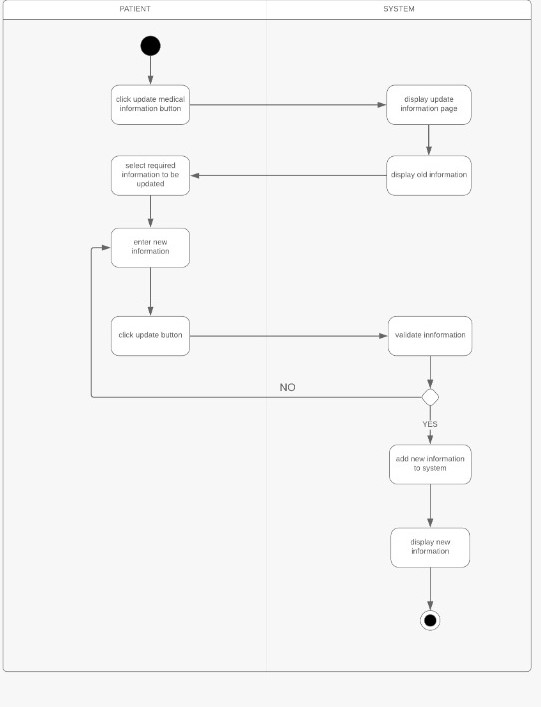 PATIENT
SYSTEM
click update medical
information button
display update
information page
select required
information to be
updated
display old information
enter new
information
click update button
validate innformation
NO
YES
add new information
to system
display new
information